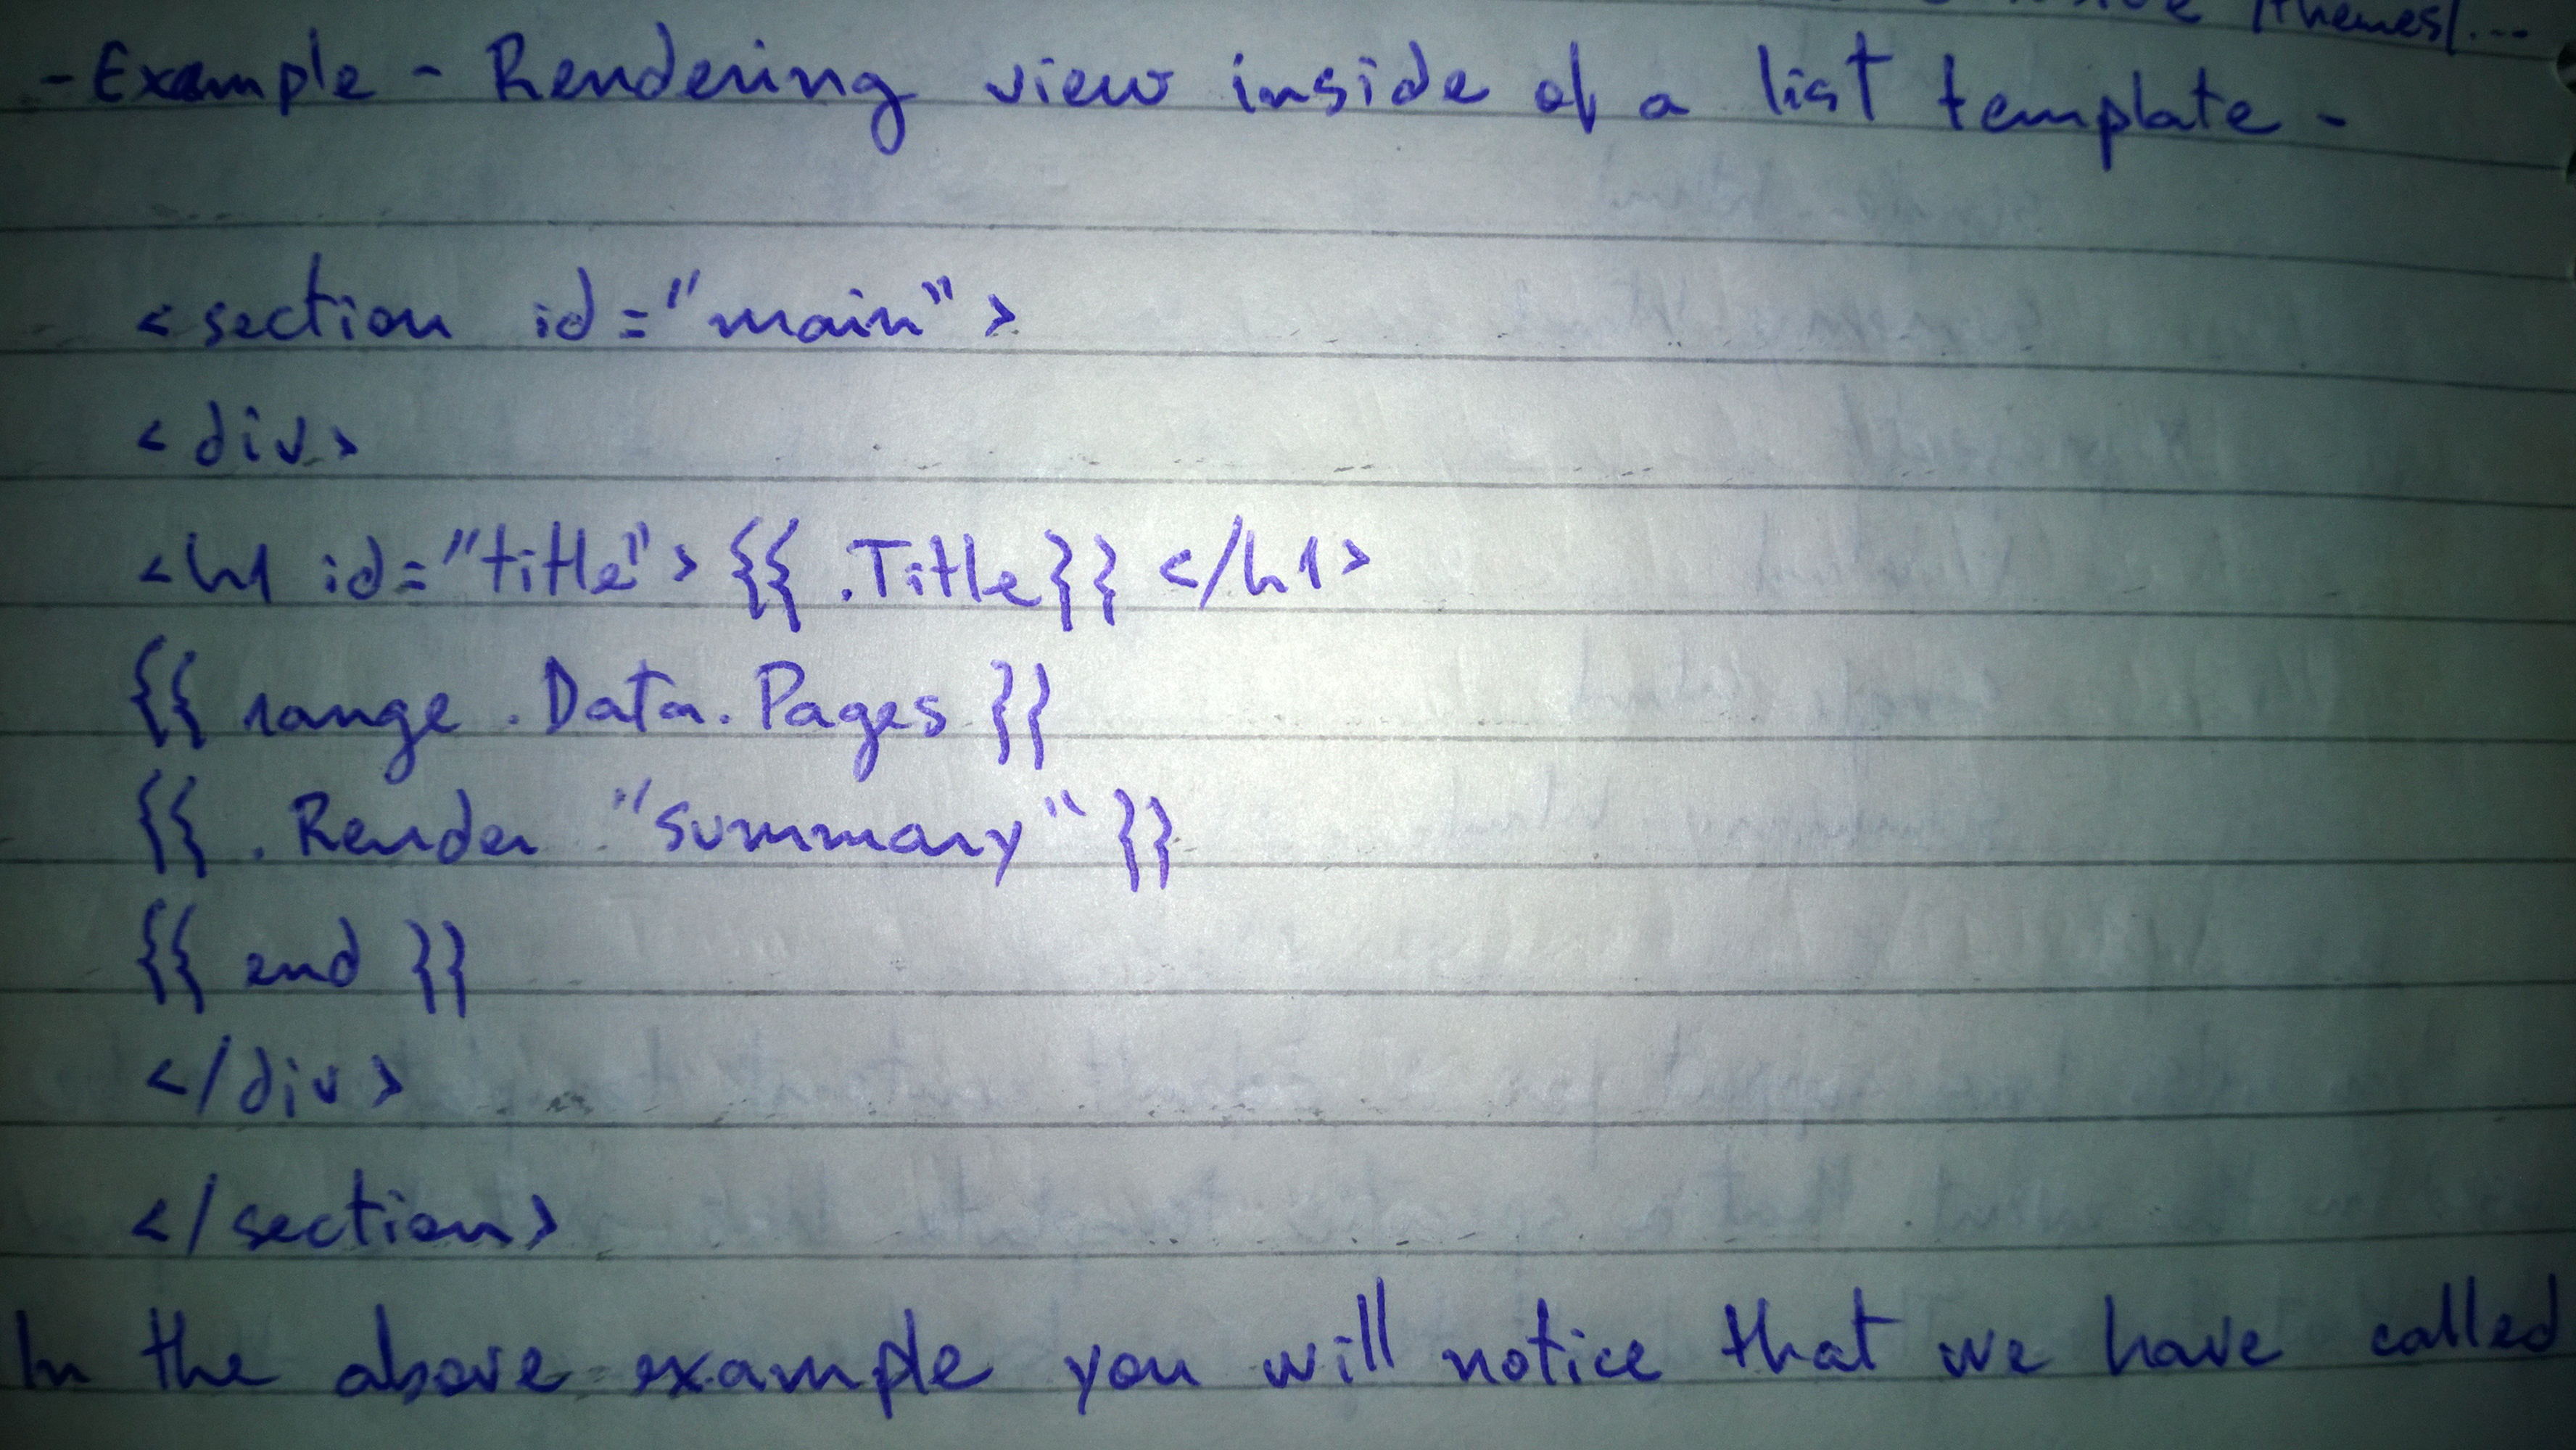 themes/...
- Example - Rendering view inside of a list template -
<section id="main">
<div>
<h1 id="title"> {{ .Title}} </h1>
{{ range .Data.Pages }}
{{ .Render "summary" }}
{{ end }}
</div>
</section>
In the above example you will notice that we have called